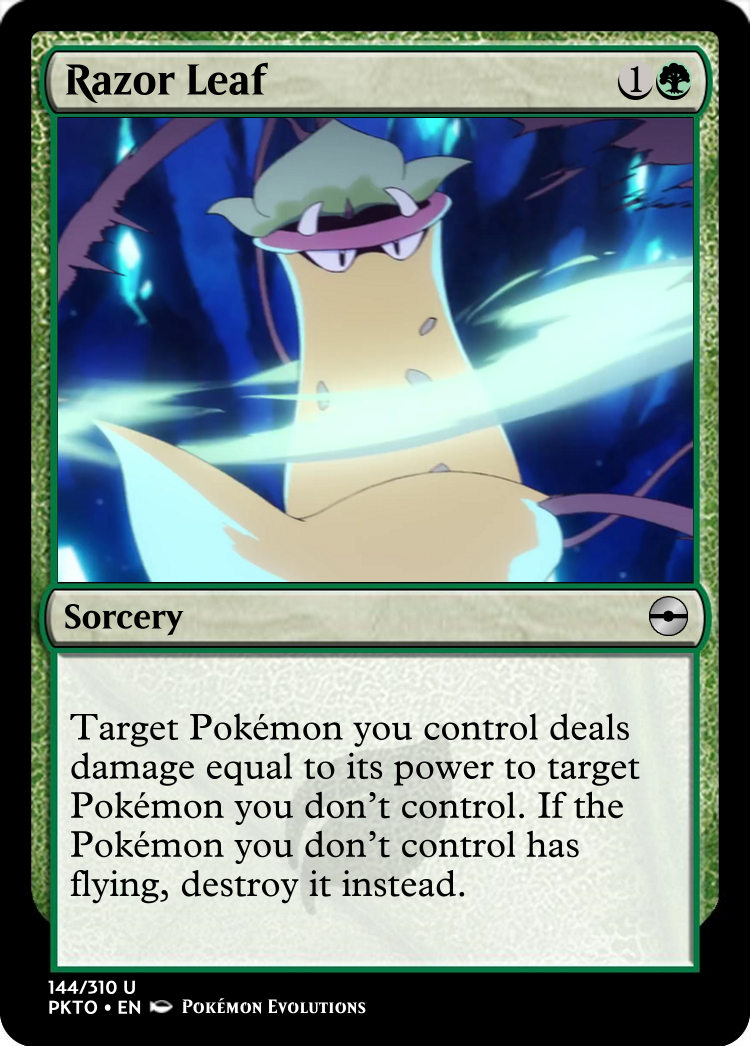 Razor Leaf
1
Sorcery
Target Pokémon you control deals
damage equal to its power to target
Pokémon you don't control. If the
Pokémon you don't control has
flying, destroy it instead.
144/310 U
PKTO • EN Pokémon Evolutions